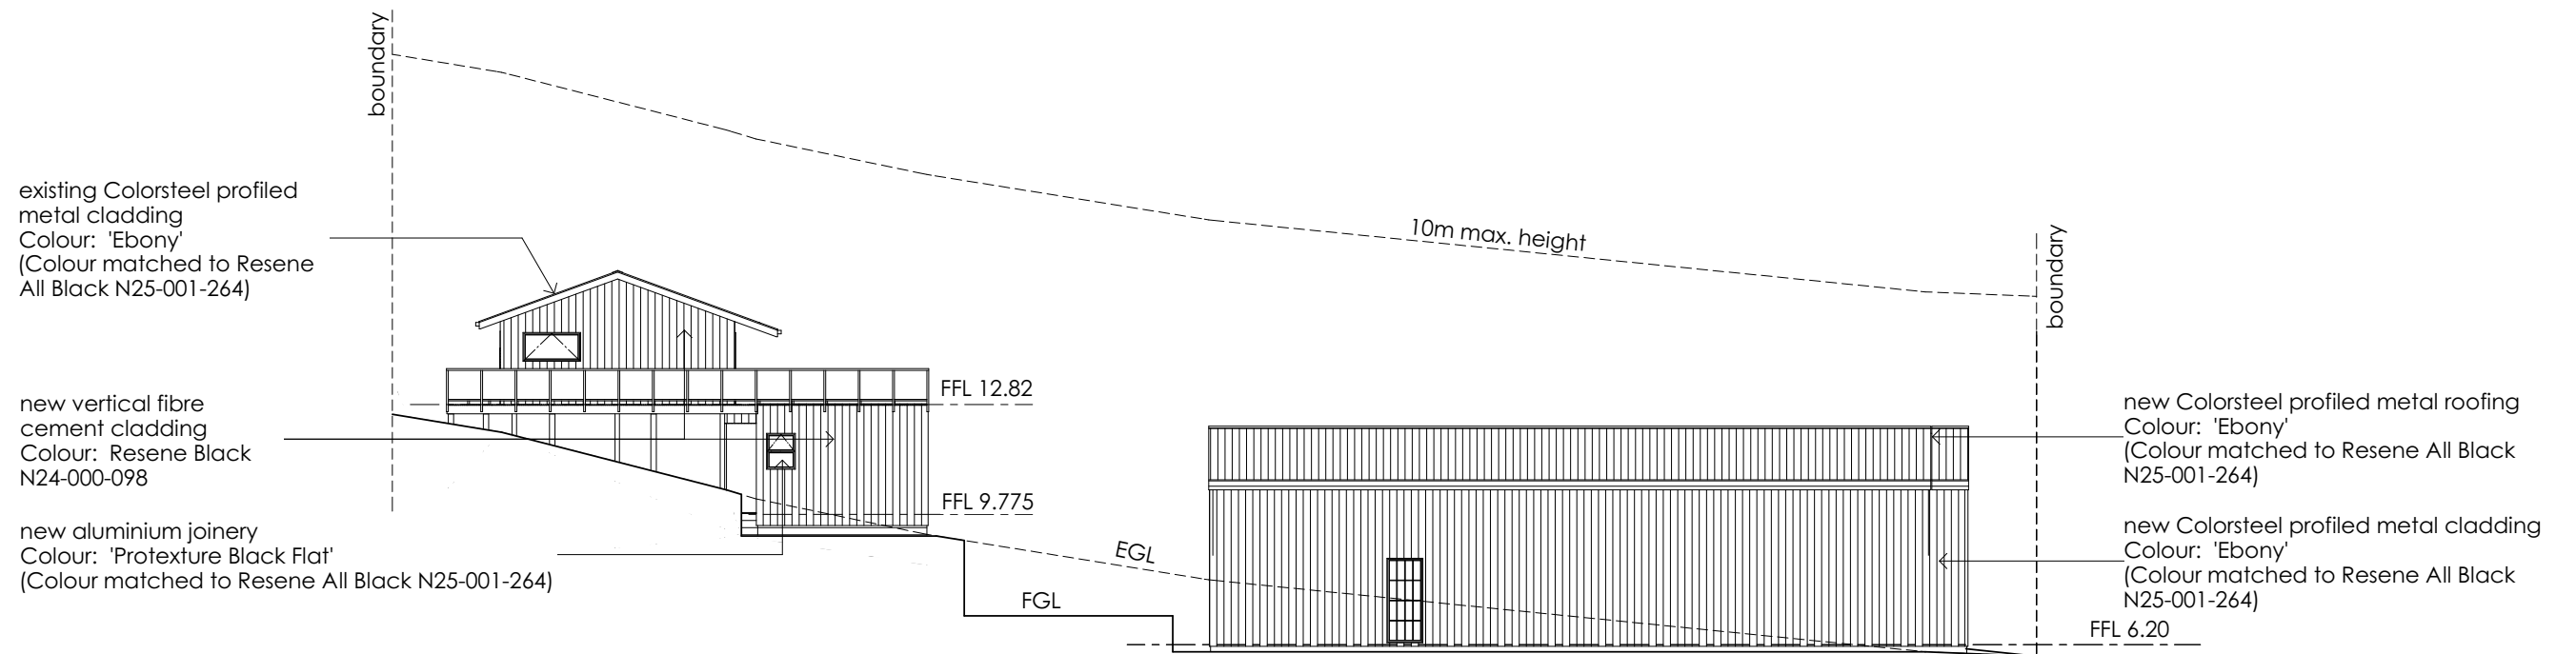 boundary
10m max. height
boundary
existing Colorsteel profiled
metal cladding
Colour:  'Ebony'
(Colour matched to Resene
All Black N25-001-264)
FFL 12.82
new vertical fibre
cement cladding
Colour:  Resene Black
N24-000-098
FFL 9.775
new aluminium joinery
Colour:  'Protexture Black Flat'
(Colour matched to Resene All Black N25-001-264)
EGL
FGL
new Colorsteel profiled metal roofing
Colour:  'Ebony'
(Colour matched to Resene All Black
N25-001-264)
new Colorsteel profiled metal cladding
Colour:  'Ebony'
(Colour matched to Resene All Black
N25-001-264)
FFL 6.20